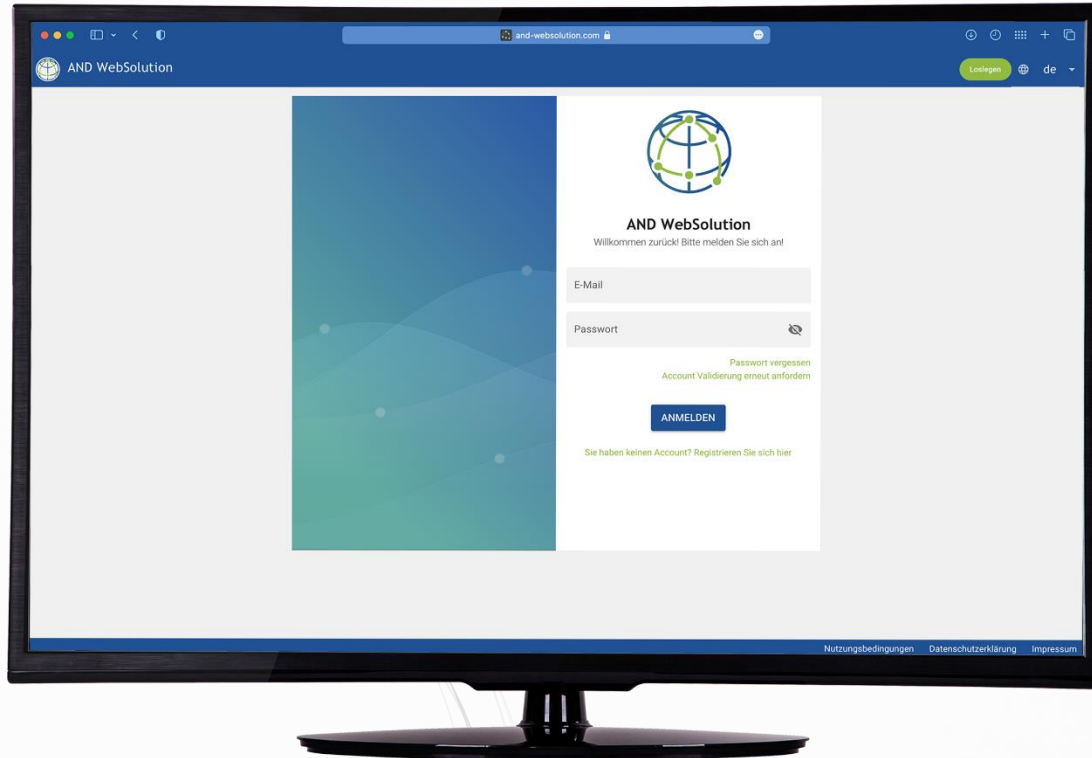 and-websolution.com
AND WebSolution
Loslegen
de
AND WebSolution
Willkommen zurück! Bitte melden Sie sich an!
E-Mail
Passwort
Passwort vergessen
Account Validierung erneut anfordern
ANMELDEN
Sie haben keinen Account? Registrieren Sie sich hier
Nutzungsbedingungen Datenschutzerklärung Impressum